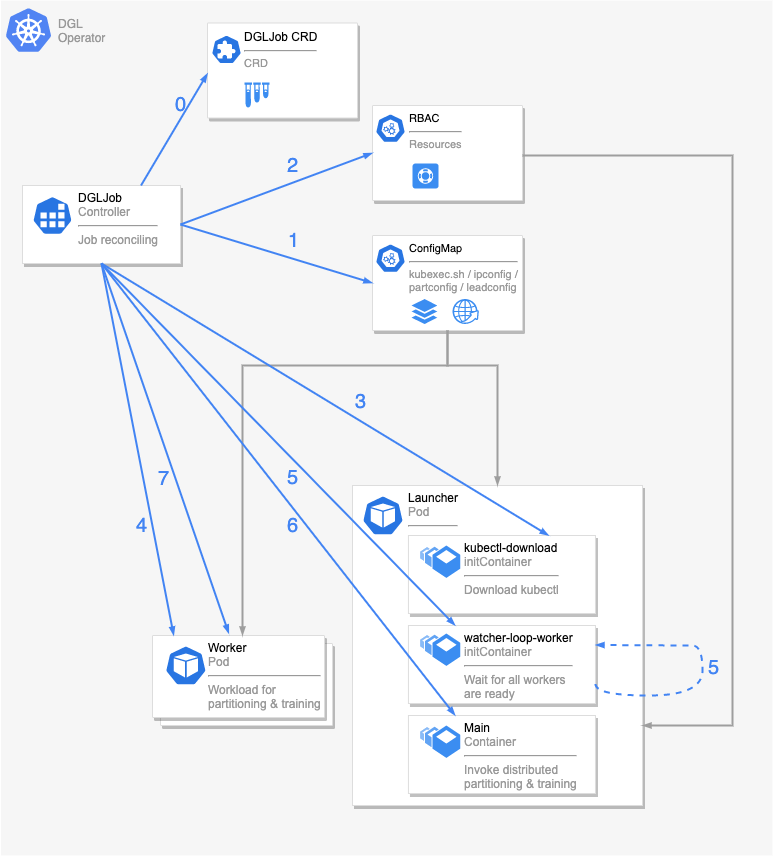 DGL
Operator
DGLJob CRD
CRD
0
RBAC
Resources
2
DGLJob
Controller
Job reconciling
1
ConfigMap
kubexec.sh / ipconfig /
partconfig / leadconfig
3
7
5
4
6
Launcher
Pod
kubectl-download
initContainer
Download kubectl
watcher-loop-worker
initContainer
Wait for all workers
are ready
5
Worker
Pod
Workload for
partitioning & training
Main
Container
Invoke distributed
partitioning & training